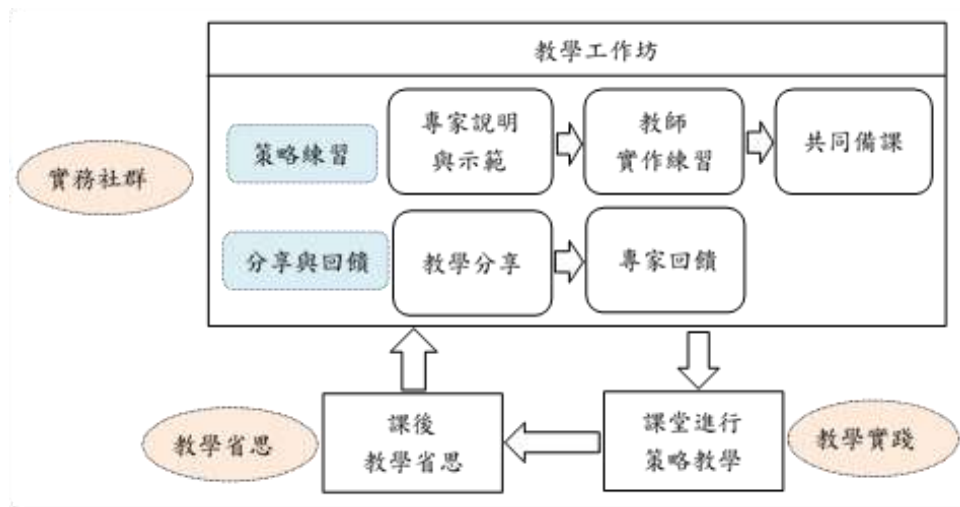 教學工作坊
實務社群
策略練習
專家說明
與示範
教師
實作練習
共同備課
分享與回饋
教學分享
專家回饋
教學省思
課後
教學省思
課堂進行
策略教學
教學實踐